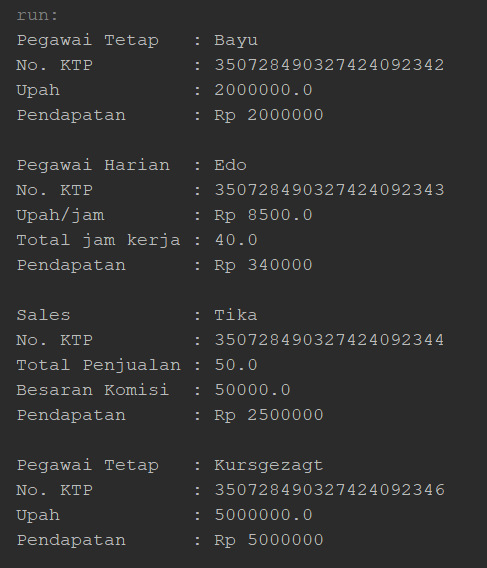 run:
Pegawai Tetap   : Bayu
No. KTP         : 350728490327424092342
Upah            : 2000000.0
Pendapatan      : Rp 2000000

Pegawai Harian  : Edo
No. KTP         : 350728490327424092343
Upah/jam        : Rp 8500.0
Total jam kerja : 40.0
Pendapatan      : Rp 340000

Sales           : Tika
No. KTP         : 350728490327424092344
Total Penjualan : 50.0
Besaran Komisi  : 50000.0
Pendapatan      : Rp 2500000

Pegawai Tetap   : Kursgezagt
No. KTP         : 350728490327424092346
Upah            : 5000000.0
Pendapatan      : Rp 5000000